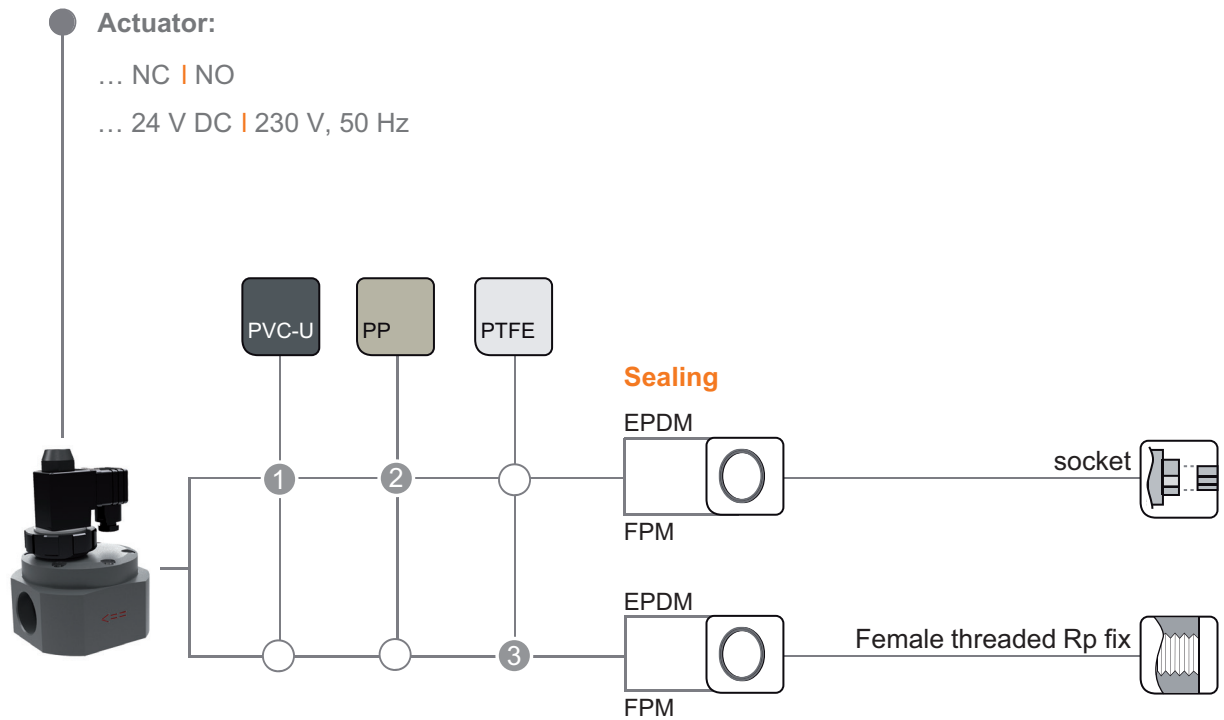 Actuator:
… NC I NO
… 24 V DC I 230 V, 50 Hz
PVC-U
PP
PTFE
Sealing
EPDM
1
2
socket
FPM
EPDM
<==
3
Female threaded Rp fix
FPM